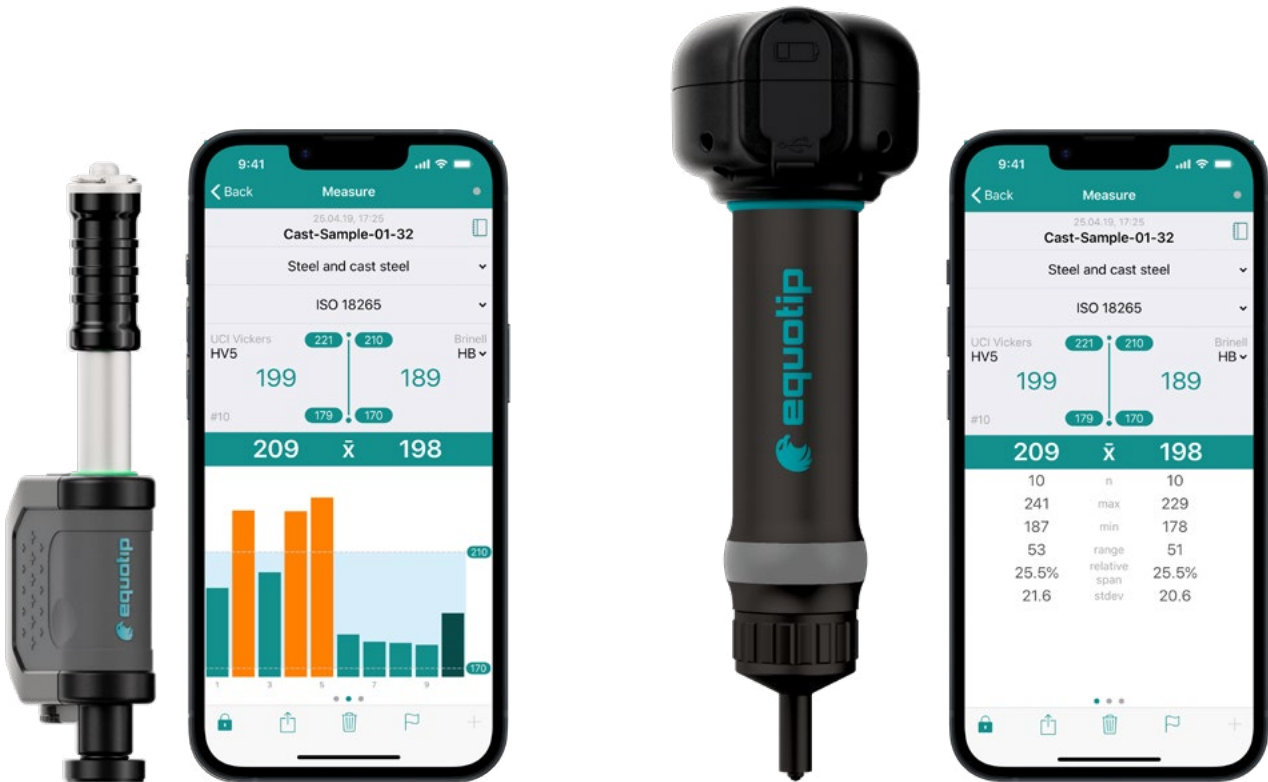 equotip
9:41
Back Measure
25.04.19, 17:25
Cast-Sample-01-32
Steel and cast steel
ISO 18265
UCI Vickers 221 210 Brinell
HV5 HB
199 189
#10 179 170
209 x̄ 198
210
170
1 3 5 7 9
equotip
9:41
Back Measure
25.04.19, 17:25
Cast-Sample-01-32
Steel and cast steel
ISO 18265
UCI Vickers 221 210 Brinell
HV5 HB
199 189
#10 179 170
209 x̄ 198
10 n 10
241 max 229
187 min 178
53 range 51
25.5% relative span 25.5%
21.6 stdev 20.6